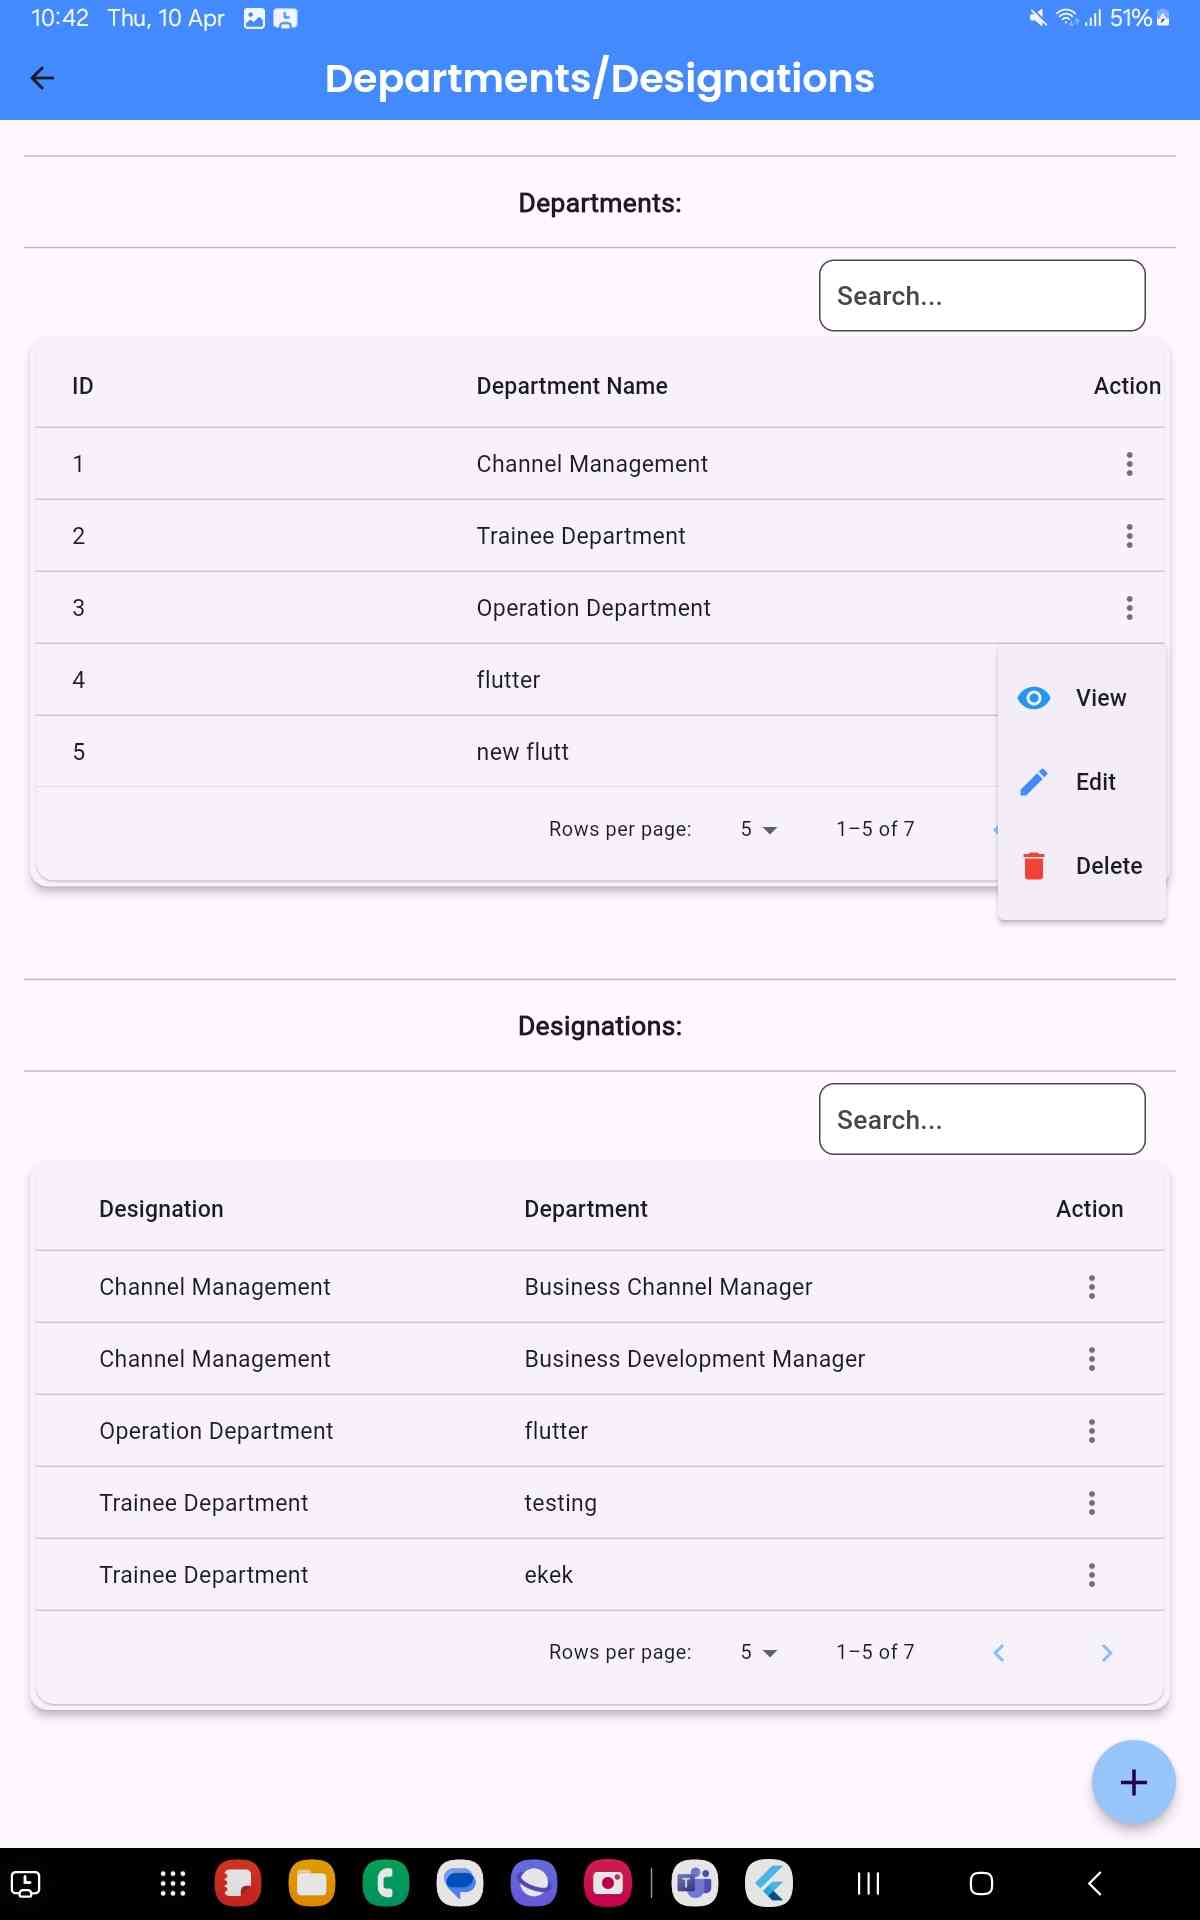 10:42 Thu, 10 Apr 51%
Departments/Designations
Departments:
Search...
ID Department Name Action
1 Channel Management
2 Trainee Department
3 Operation Department
4 flutter
5 new flutt
View
Edit
Delete
Rows per page: 5 1–5 of 7
Designations:
Search...
Designation Department Action
Channel Management Business Channel Manager
Channel Management Business Development Manager
Operation Department flutter
Trainee Department testing
Trainee Department ekek
Rows per page: 5 1–5 of 7